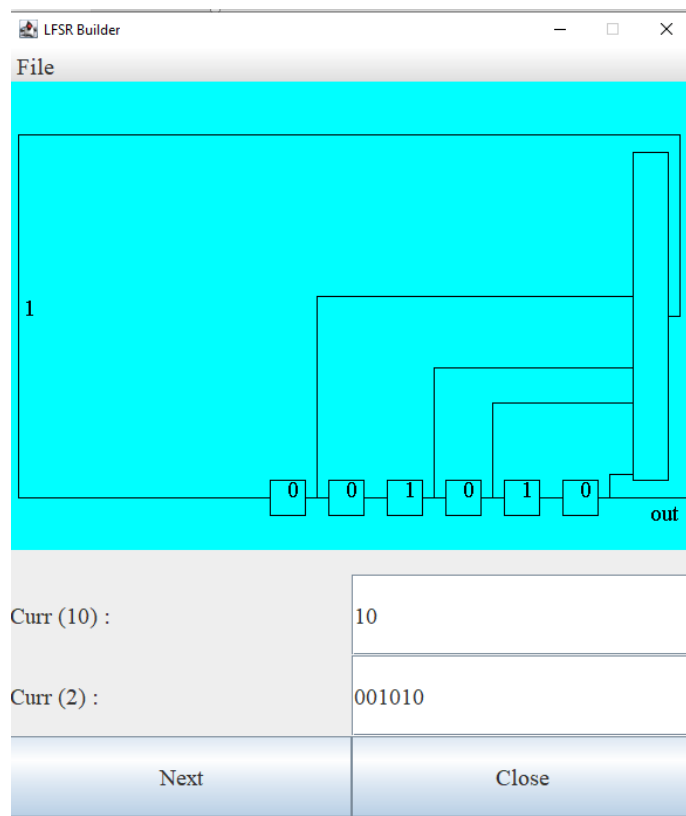 LFSR Builder
File
1
0 0 1 0 1 0
out
Curr (10) : 10
Curr (2) : 001010
Next Close